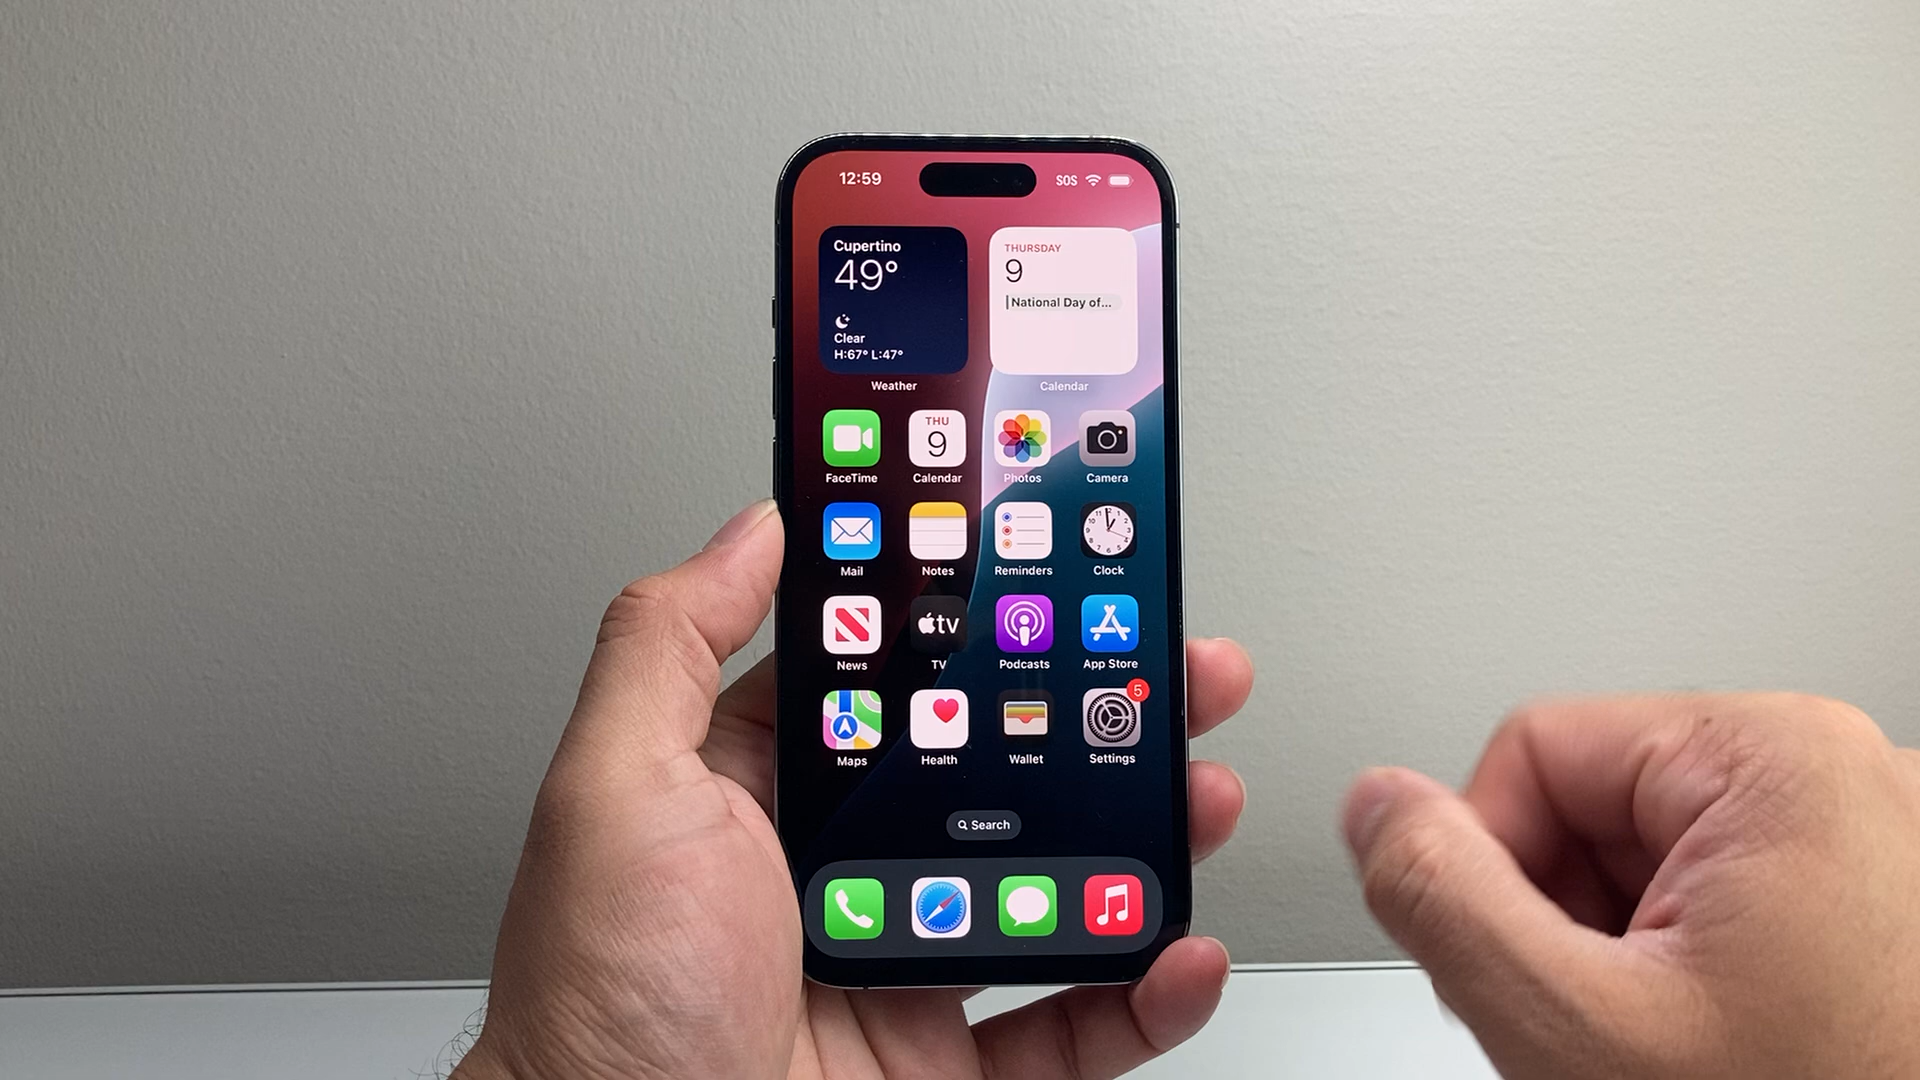 12:59
SOS
Cupertino
49°
Clear
H:67° L:47°
Weather
THURSDAY
9
National Day of...
Calendar
THU
9
FaceTime
Calendar
Photos
Camera
Mail
Notes
Reminders
Clock
tv
News
TV
Podcasts
App Store
5
Maps
Health
Wallet
Settings
Search